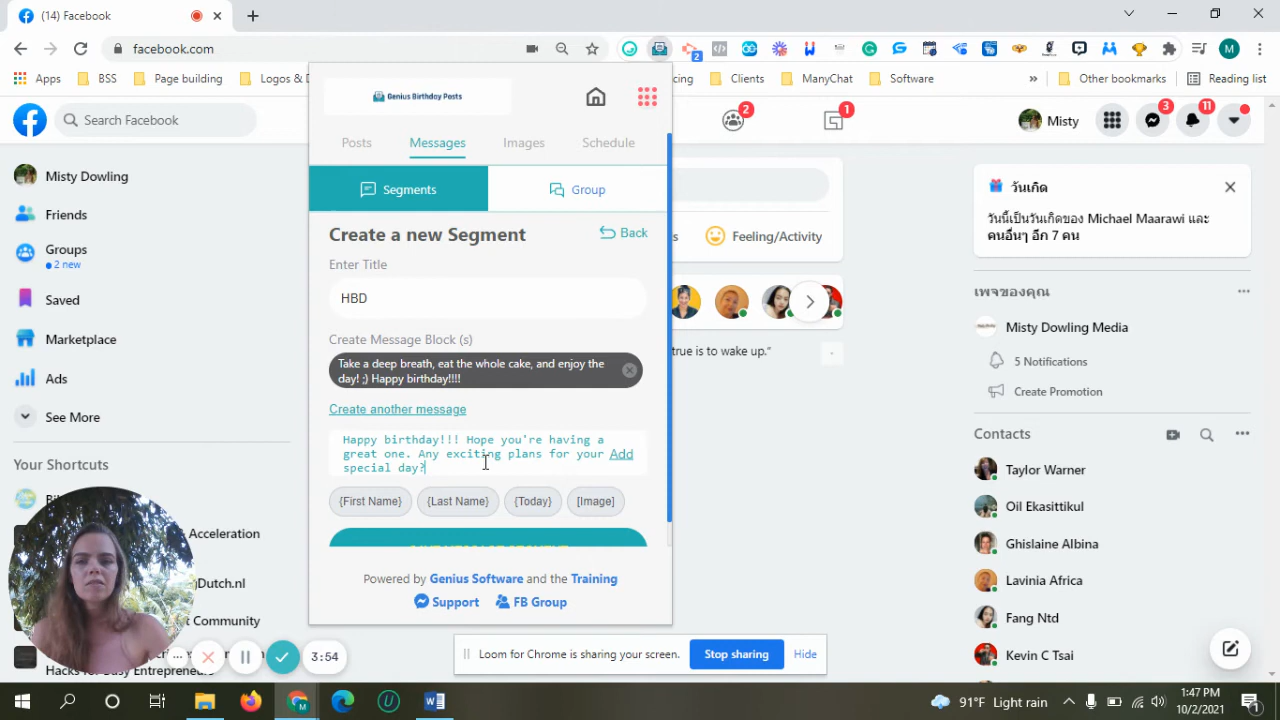 (14) Facebook
facebook.com
2
Apps
BSS
Page building
Logos & D
cing
Clients
ManyChat
Software
»
Other bookmarks
Reading list
M
Search Facebook
Genius Birthday Posts
2
1
Misty
3
11
Misty Dowling
Friends
Groups
2 new
Saved
Marketplace
Ads
See More
Your Shortcuts
Acceleration
Dutch.nl
t Community
Hacks for Busy Entrepreneurs
Posts
Messages
Images
Schedule
Segments
Group
Create a new Segment
Back
Enter Title
HBD
Create Message Block (s)
Take a deep breath, eat the whole cake, and enjoy the
day! ;) Happy birthday!!!!
Create another message
Happy birthday!!! Hope you're having a
great one. Any exciting plans for your
special day?
Add
{First Name}
{Last Name}
{Today}
[Image]
Powered by Genius Software and the Training
Support
FB Group
s
Feeling/Activity
true is to wake up."
วันเกิด
วันนี้เป็นวันเกิดของ Michael Maarawi และ
คนอื่นๆ อีก 7 คน
เพจของคุณ
Misty Dowling Media
5 Notifications
Create Promotion
Contacts
Taylor Warner
Oil Ekasittikul
Ghislaine Albina
Lavinia Africa
Fang Ntd
Kevin C Tsai
3:54
Loom for Chrome is sharing your screen.
Stop sharing
Hide
91°F Light rain
1:47 PM
10/2/2021
1